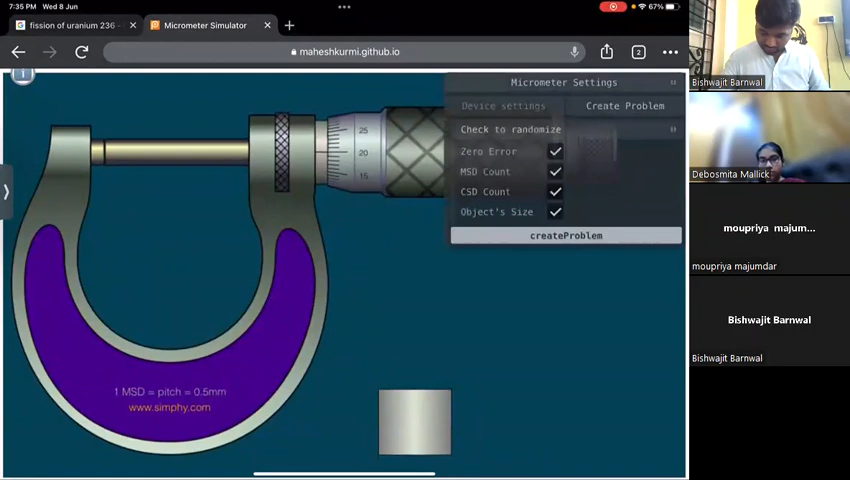 7:35 PM Wed 8 Jun
67%
fission of uranium 236 -
Micrometer Simulator
maheshkurmi.github.io
2
Micrometer Settings
Device settings
Create Problem
Check to randomize
Zero Error
MSD Count
CSD Count
Object's Size
createProblem
25
20
15
1 MSD = pitch = 0.5mm
www.simphy.com
Bishwajit Barnwal
Debosmita Mallick
moupriya majum...
moupriya majumdar
Bishwajit Barnwal
Bishwajit Barnwal